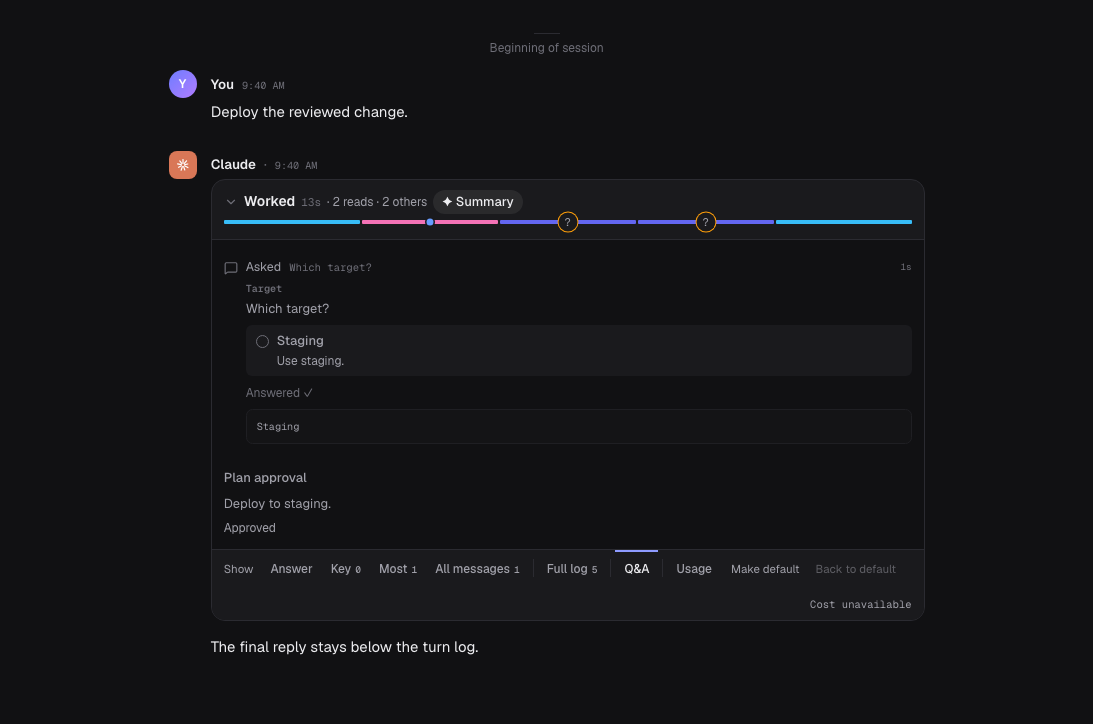 Beginning of session
Y
You 9:40 AM
Deploy the reviewed change.
Claude · 9:40 AM
Worked 13s · 2 reads · 2 others Summary
? ?
Asked Which target? 1s
Target
Which target?
Staging
Use staging.
Answered ✓
Staging
Plan approval
Deploy to staging.
Approved
Show Answer Key 0 Most 1 All messages 1 Full log 5 Q&A Usage Make default Back to default
Cost unavailable
The final reply stays below the turn log.